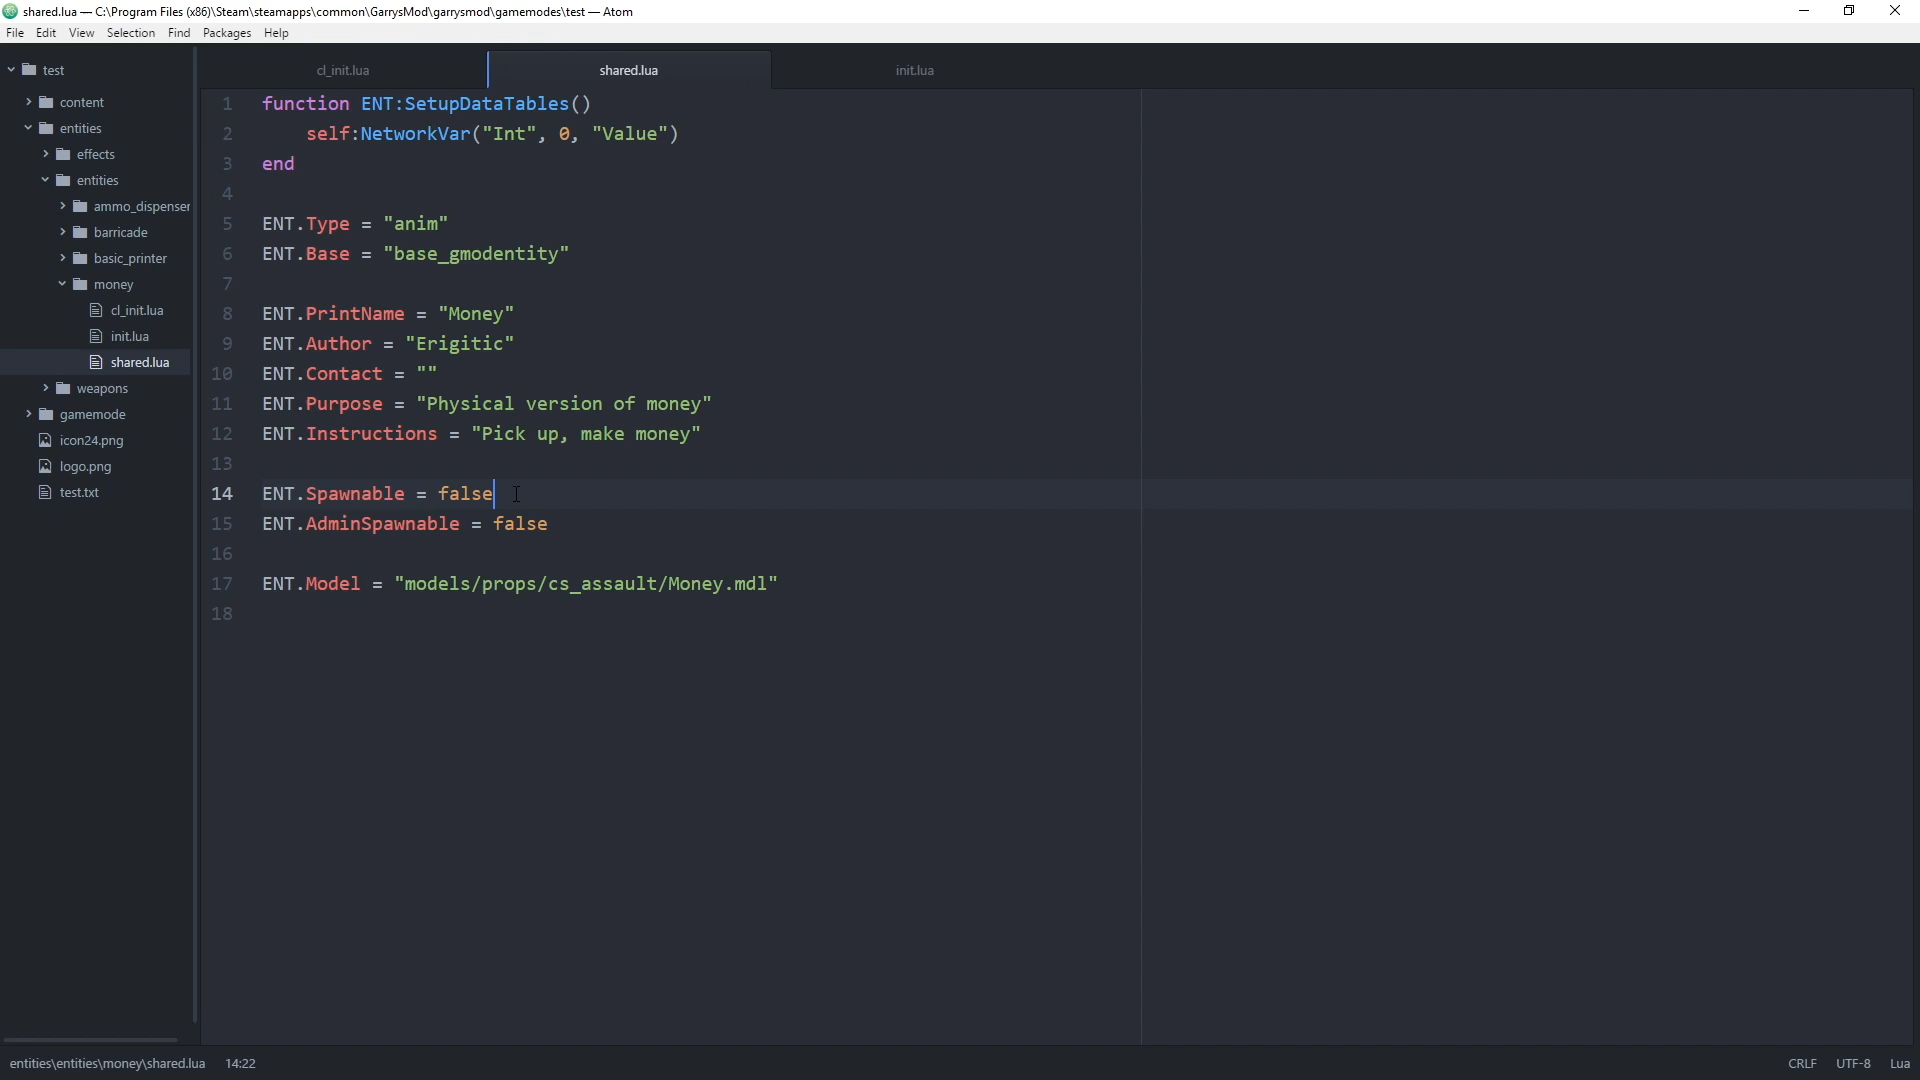 shared.lua — C:\Program Files (x86)\Steam\steamapps\common\GarrysMod\garrysmod\gamemodes\test — Atom
File Edit View Selection Find Packages Help
test
content
entities
effects
entities
ammo_dispenser
barricade
basic_printer
money
cl_init.lua
init.lua
shared.lua
weapons
gamemode
icon24.png
logo.png
test.txt
cl_init.lua shared.lua init.lua
1 function ENT:SetupDataTables()
2 self:NetworkVar("Int", 0, "Value")
3 end
4
5 ENT.Type = "anim"
6 ENT.Base = "base_gmodentity"
7
8 ENT.PrintName = "Money"
9 ENT.Author = "Erigitic"
10 ENT.Contact = ""
11 ENT.Purpose = "Physical version of money"
12 ENT.Instructions = "Pick up, make money"
13
14 ENT.Spawnable = false
15 ENT.AdminSpawnable = false
16
17 ENT.Model = "models/props/cs_assault/Money.mdl"
18
entities\entities\money\shared.lua 14:22 CRLF UTF-8 Lua